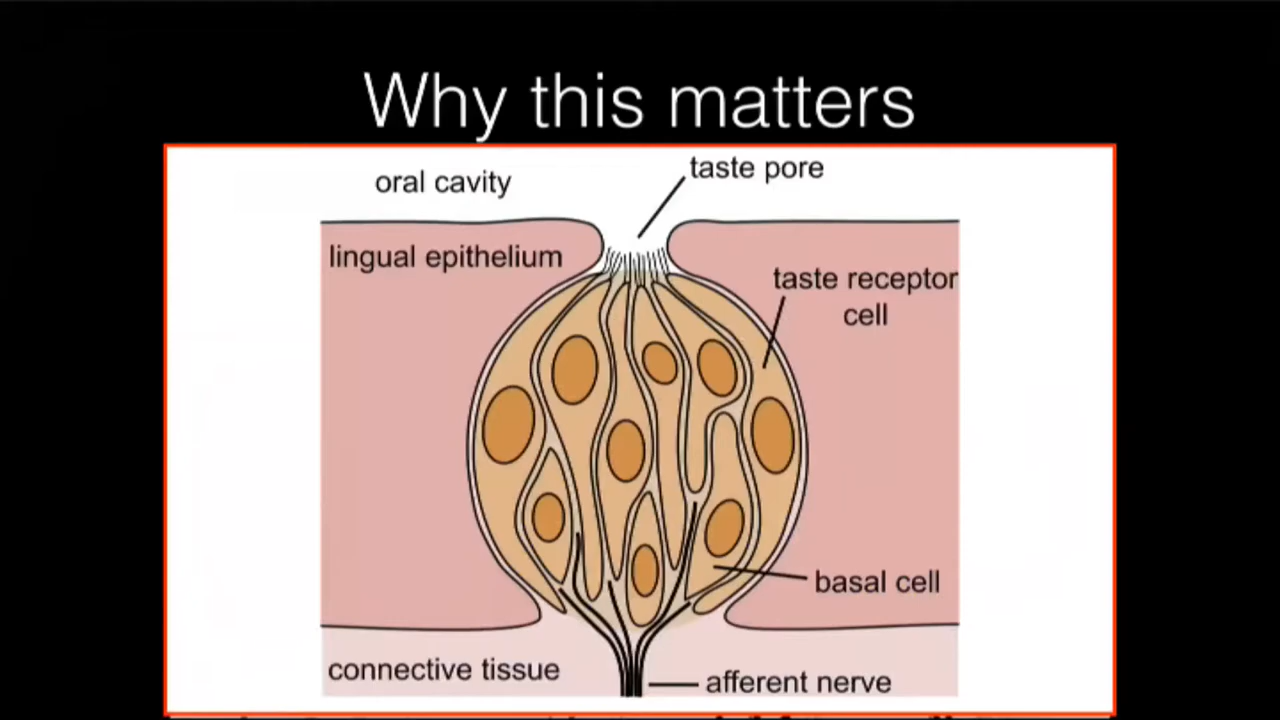 Why this matters
oral cavity
taste pore
lingual epithelium
taste receptor
cell
basal cell
connective tissue
afferent nerve